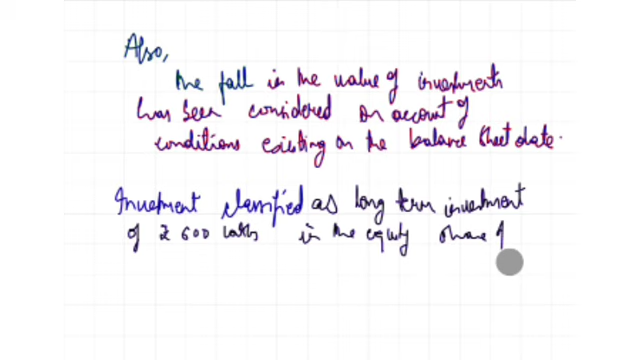 Also,
the fall in the value of investments
has been considered on account of
conditions existing on the balance sheet date.
Investment classified as long term investment
of ₹ 600 lakhs in the equity share of